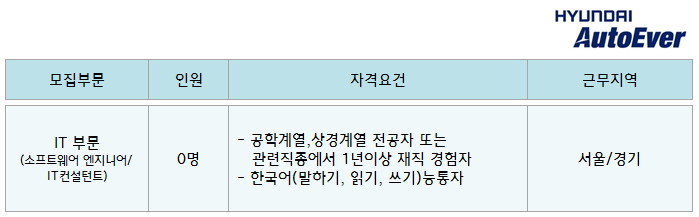 HYUNDAI
AutoEver
모집부문 인원 자격요건 근무지역
IT 부문
(소프트웨어 엔지니어/
IT컨설턴트)
0명
- 공학계열,상경계열 전공자 또는
관련직종에서 1년이상 재직 경험자
- 한국어(말하기, 읽기, 쓰기)능통자
서울/경기